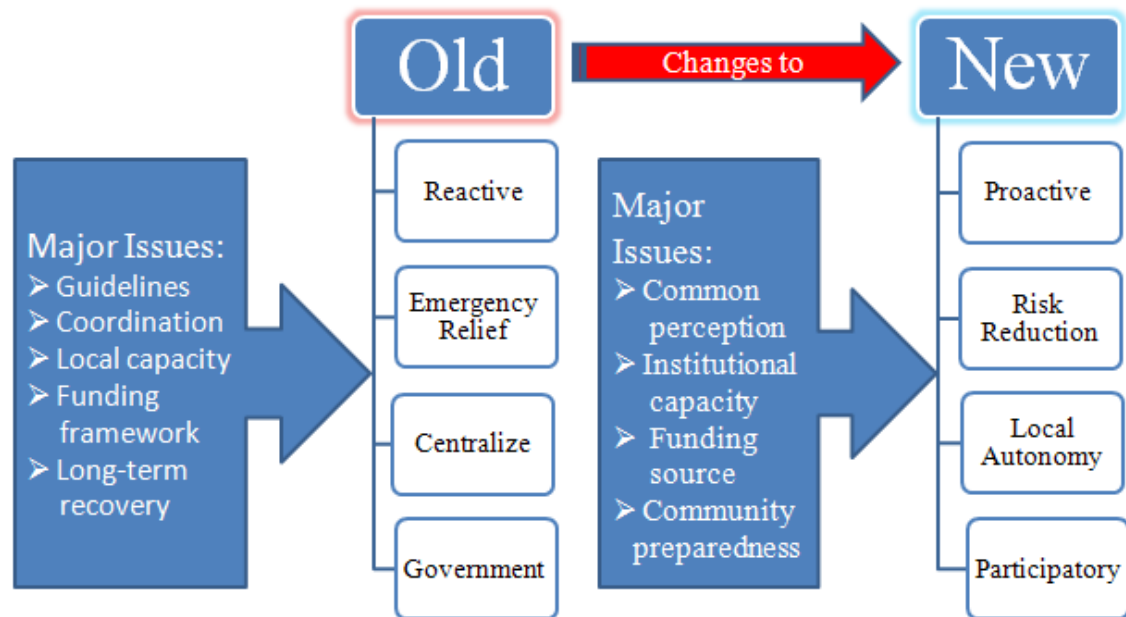 Old
Changes to
New
Major Issues:
➢ Guidelines
➢ Coordination
➢ Local capacity
➢ Funding
framework
➢ Long-term
recovery
Reactive
Emergency
Relief
Centralize
Government
Major
Issues:
➢ Common
perception
➢ Institutional
capacity
➢ Funding
source
➢ Community
preparedness
Proactive
Risk
Reduction
Local
Autonomy
Participatory